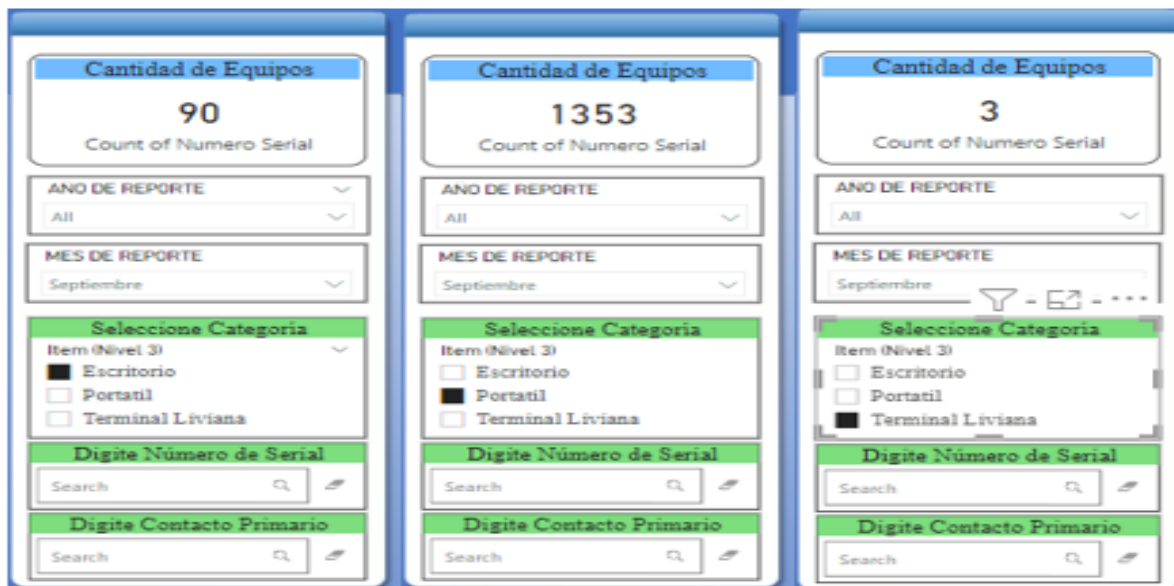 Cantidad de Equipos
90
Count of Numero Serial
ANO DE REPORTE
All
MES DE REPORTE
Septiembre
Seleccione Categoria
Item (Nivel 3)
Escritorio
Portatil
Terminal Liviana
Digite Número de Serial
Search
Digite Contacto Primario
Search
Cantidad de Equipos
1353
Count of Numero Serial
ANO DE REPORTE
All
MES DE REPORTE
Septiembre
Seleccione Categoria
Item (Nivel 3)
Escritorio
Portatil
Terminal Liviana
Digite Número de Serial
Search
Digite Contacto Primario
Search
Cantidad de Equipos
3
Count of Numero Serial
ANO DE REPORTE
All
MES DE REPORTE
Septiembre
Seleccione Categoria
Item (Nivel 3)
Escritorio
Portatil
Terminal Liviana
Digite Número de Serial
Search
Digite Contacto Primario
Search